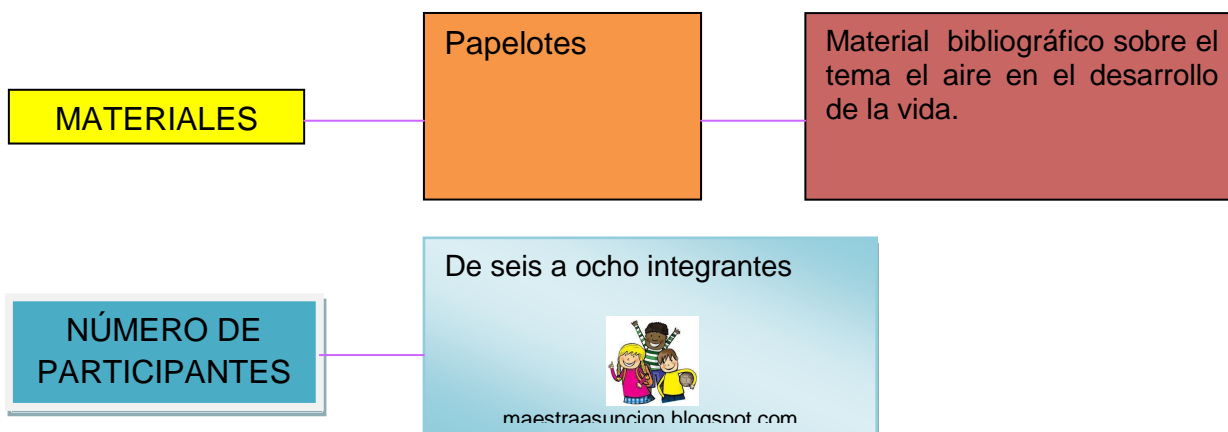 MATERIALES
Papelotes
Material bibliográfico sobre el
tema el aire en el desarrollo
de la vida.
NÚMERO DE
PARTICIPANTES
De seis a ocho integrantes
maestraasuncion.blogspot.com